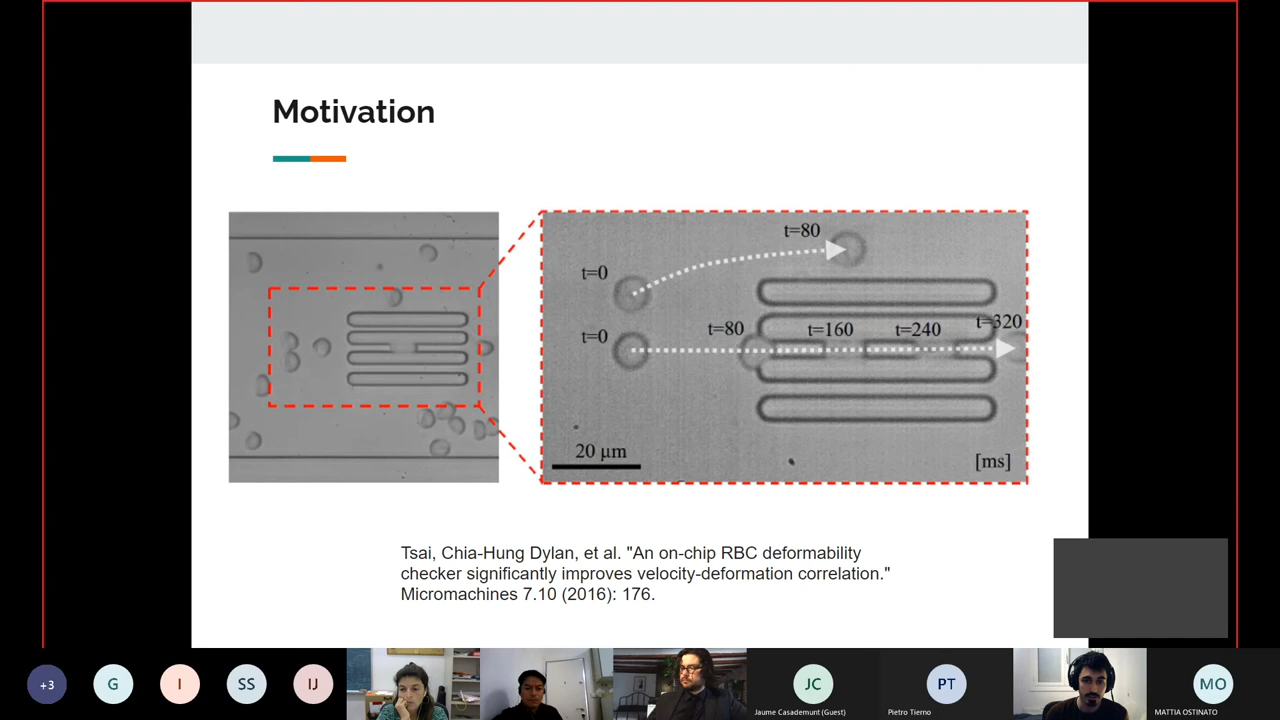 Motivation
t=80
t=0
t=0
t=80
t=160
t=240
t=320
20 μm
[ms]
Tsai, Chia-Hung Dylan, et al. "An on-chip RBC deformability
checker significantly improves velocity-deformation correlation."
Micromachines 7.10 (2016): 176.
+3
G
I
SS
IJ
JC
Jaume Casademunt (Guest)
PT
Pietro Tierno
MO
MATTIA OSTINATO